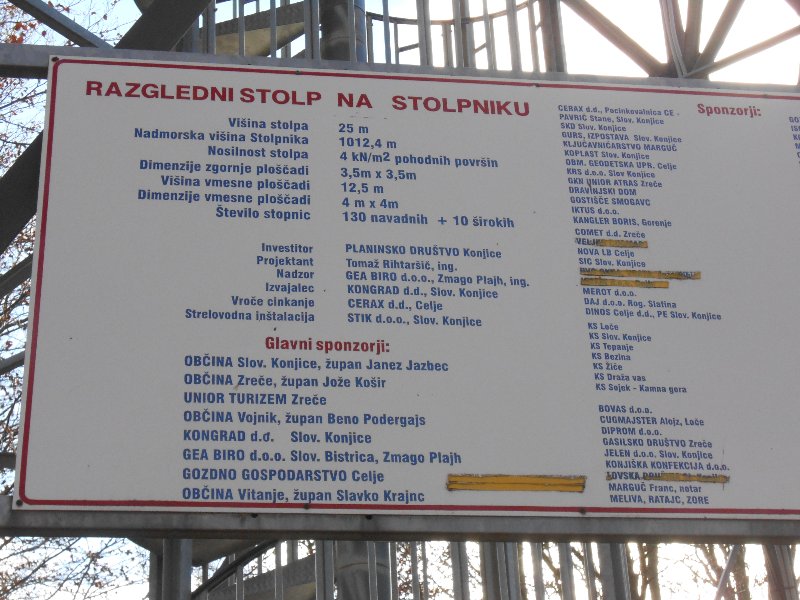 RAZGLEDNI STOLP NA STOLPNIKU
Višina stolpa 25 m
Nadmorska višina Stolpnika 1012,4 m
Nosilnost stolpa 4 kN/m2 pohodnih površin
Dimenzije zgornje ploščadi 3,5m x 3,5m
Višina vmesne ploščadi 12,5 m
Dimenzije vmesne ploščadi 4 m x 4m
Število stopnic 130 navadnih + 10 širokih
Investitor PLANINSKO DRUŠTVO Konjice
Projektant Tomaž Rihtaršič, ing.
Nadzor GEA BIRO d.o.o., Zmago Plajh, ing.
Izvajalec KONGRAD d.d., Slov. Konjice
Vroče cinkanje CERAX d.d., Celje
Strelovodna inštalacija STIK d.o.o., Slov. Konjice
Glavni sponzorji:
OBČINA Slov. Konjice, župan Janez Jazbec
OBČINA Zreče, župan Jože Košir
UNIOR TURIZEM Zreče
OBČINA Vojnik, župan Beno Podergajs
KONGRAD d.d. Slov. Konjice
GEA BIRO d.o.o. Slov. Bistrica, Zmago Plajh
GOZDNO GOSPODARSTVO Celje
OBČINA Vitanje, župan Slavko Krajnc
Sponzorji:
CERAX d.d., Pocinkovalnica CE -
PAVRIČ Stane, Slov. Konjice
SKD Slov. Konjice
GURS, IZPOSTAVA Slov. Konjice
KLJUČAVNIČARSTVO MARGUČ
KOPLAST Slov. Konjice
OBM. GEODETSKA UPR. Celje
KRS d.o.o. Slov Konjice
GKN UNIOR ATRAS Zreče
DRAVINJSKI DOM
GOSTIŠČE SMOGAVC
IKTUS d.o.o.
KANGLER BORIS, Gorenje
COMET d.d. Zreče
NOVA LB Celje
SIC Slov. Konjice
MEROT d.o.o.
DAJ d.o.o. Rog. Slatina
DINOS Celje d.d., PE Slov. Konjice
KS Loče
KS Slov. Konjice
KS Tepanje
KS Bezina
KS Žiče
KS Draža vas
KS Sojek - Kamna gora
BOVAS d.o.o.
CUGMAJSTER Alojz, Loče
DIPROM d.o.o.
GASILSKO DRUŠTVO Zreče
JELEN d.o.o. Slov. Konjice
KONJIŠKA KONFEKCIJA d.o.o.
MARGUČ Franc, notar
MELIVA, RATAJC, ZORE